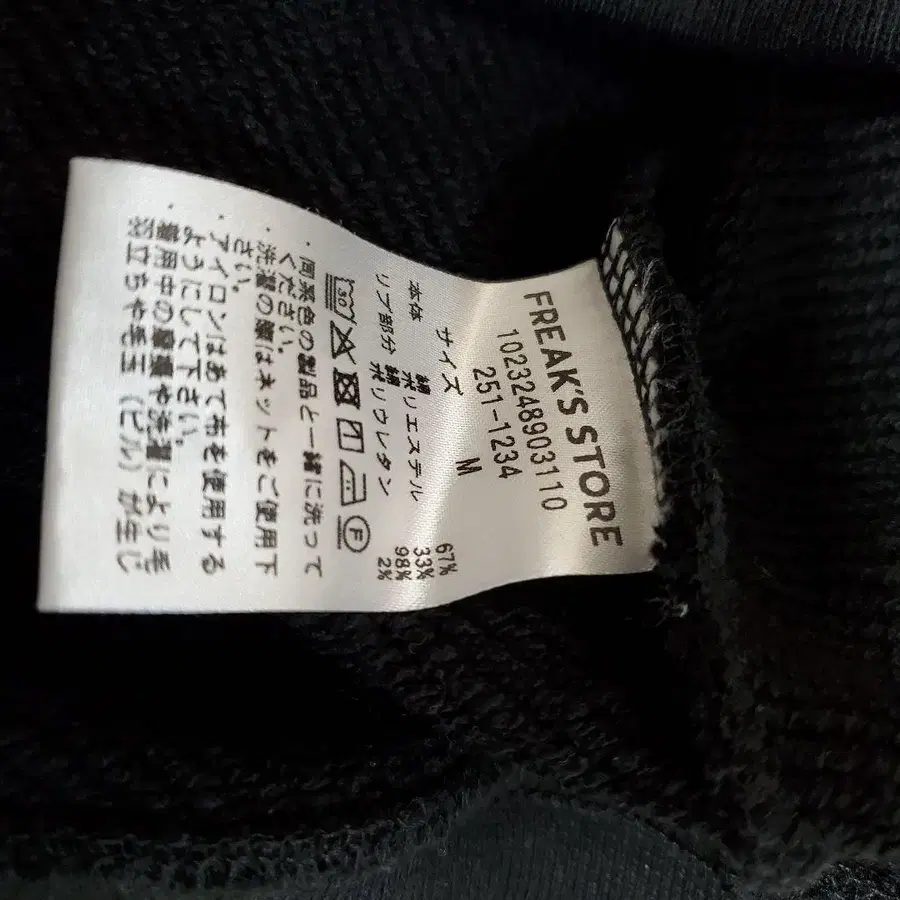 FREAK'S STORE
1023248903110
251-1234
サイズ M
本体 綿 67%
ポリエステル 33%
リブ部分 綿 98%
ポリウレタン 2%
30 F
・同系色の製品と一緒に洗って
ください。
・洗濯の際はネットをご使用下
さい。
・アイロンはあて布を使用する
ようにして下さい。
着用中の摩擦や洗濯により毛
羽立ちや毛玉(ピル)が生じ